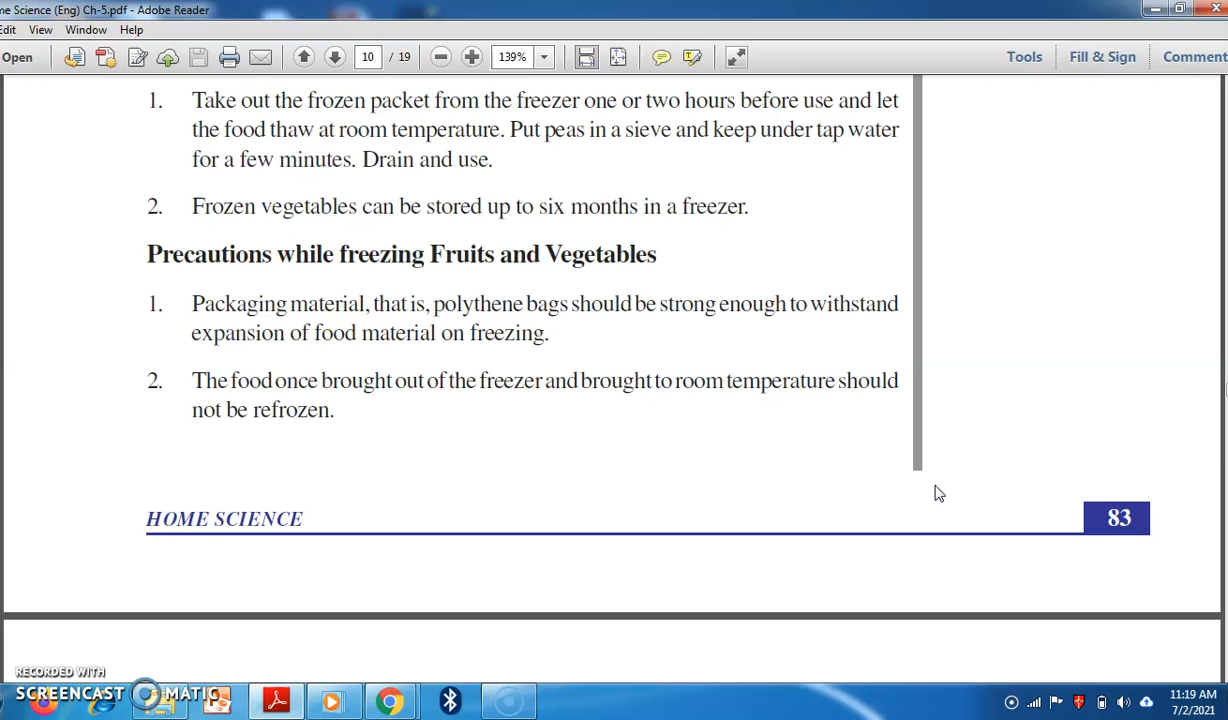 ome Science (Eng) Ch-5.pdf - Adobe Reader
Edit View Window Help
Open 10 / 19 139% Tools Fill & Sign Comment
1. Take out the frozen packet from the freezer one or two hours before use and let
the food thaw at room temperature. Put peas in a sieve and keep under tap water
for a few minutes. Drain and use.
2. Frozen vegetables can be stored up to six months in a freezer.
Precautions while freezing Fruits and Vegetables
1. Packaging material, that is, polythene bags should be strong enough to withstand
expansion of food material on freezing.
2. The food once brought out of the freezer and brought to room temperature should
not be refrozen.
HOME SCIENCE 83
RECORDED WITH
SCREENCAST MATIC
11:19 AM
7/2/2021